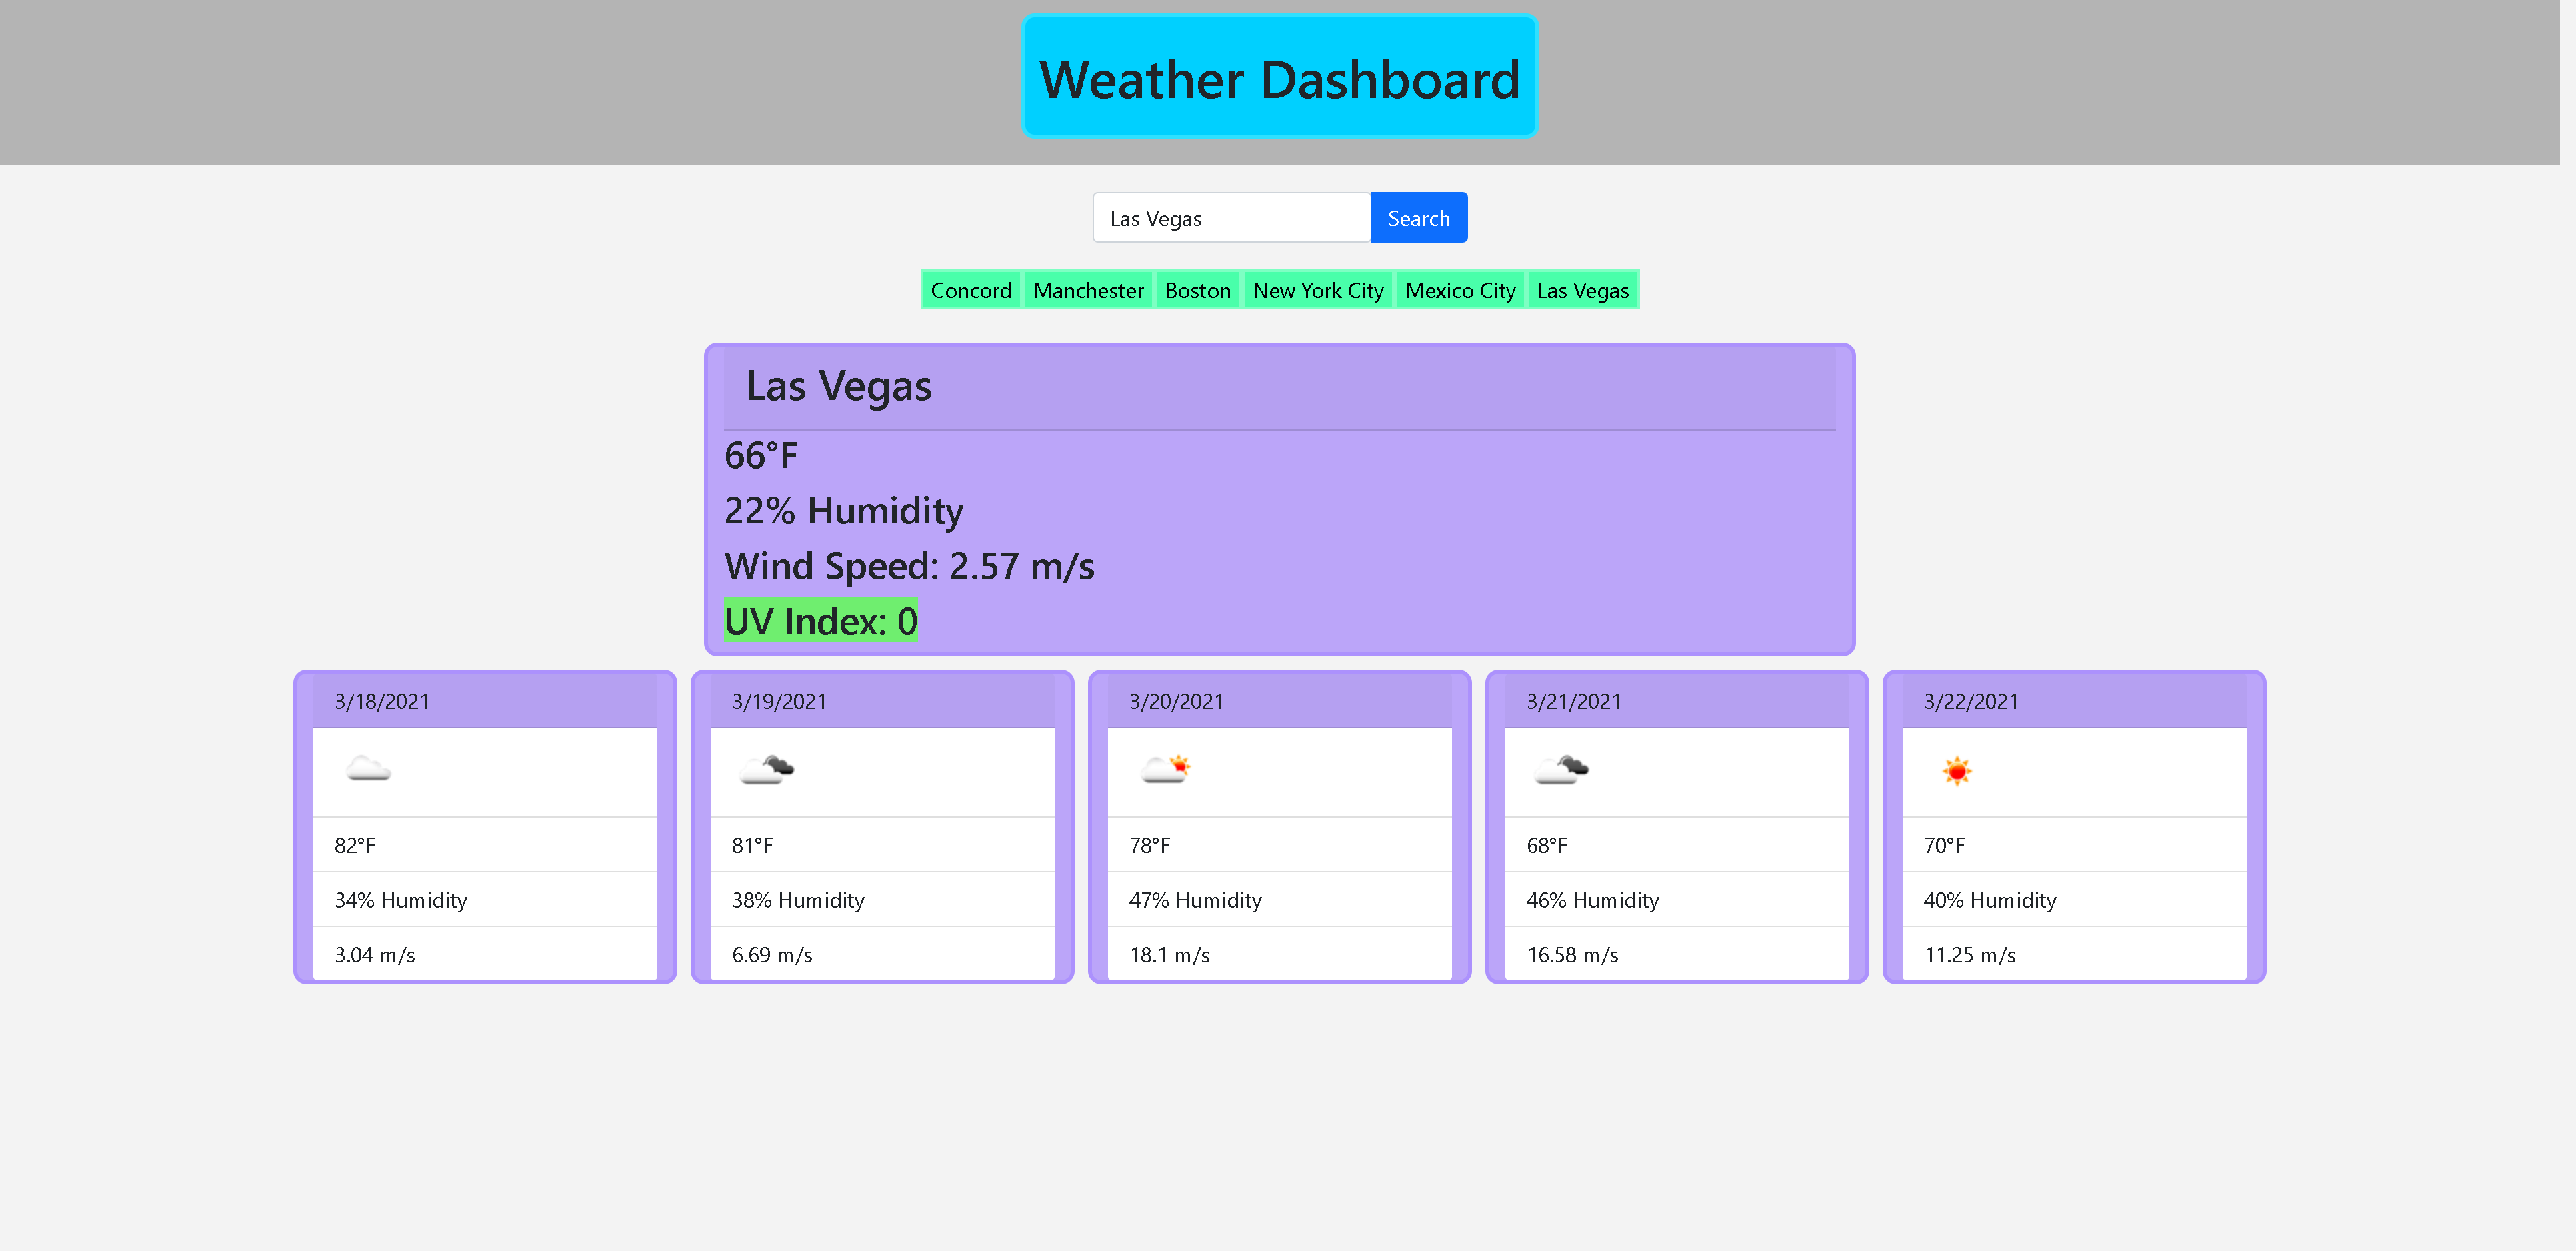 Weather Dashboard
Las Vegas Search
Concord Manchester Boston New York City Mexico City Las Vegas
Las Vegas
66°F
22% Humidity
Wind Speed: 2.57 m/s
UV Index: 0
3/18/2021
82°F
34% Humidity
3.04 m/s
3/19/2021
81°F
38% Humidity
6.69 m/s
3/20/2021
78°F
47% Humidity
18.1 m/s
3/21/2021
68°F
46% Humidity
16.58 m/s
3/22/2021
70°F
40% Humidity
11.25 m/s